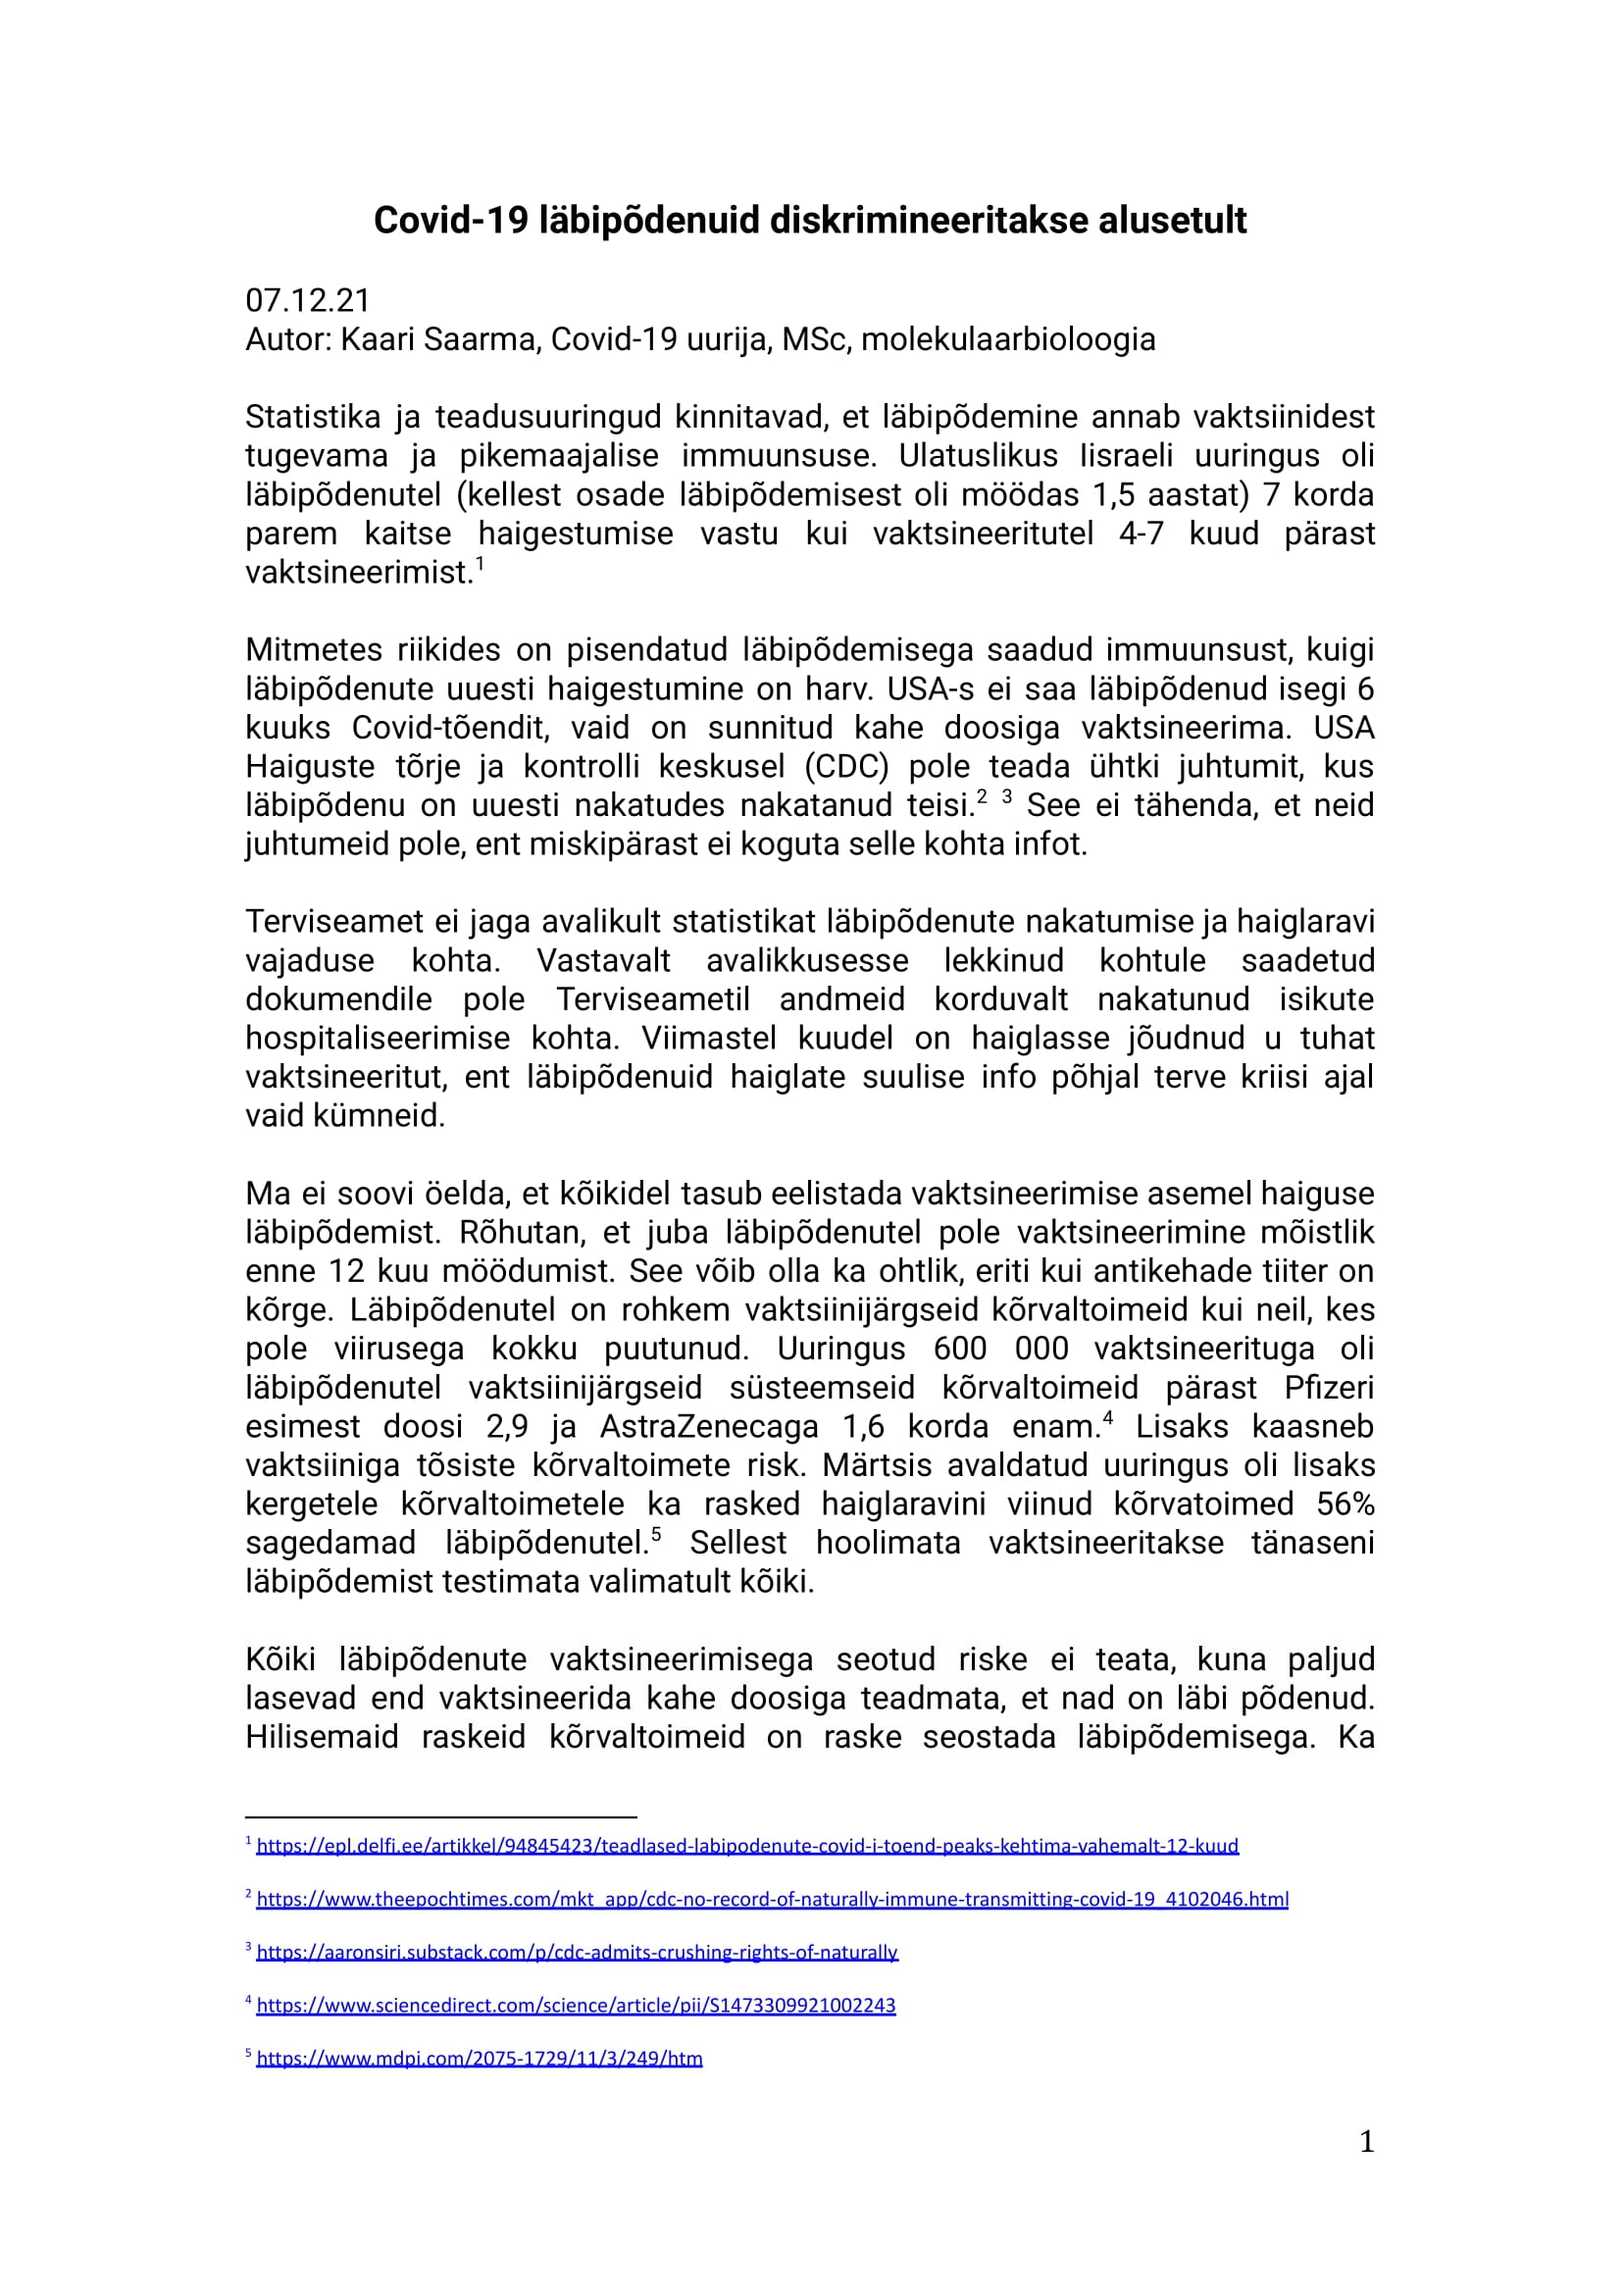 Covid-19 läbipõdenuid diskrimineeritakse alusetult
07.12.21
Autor: Kaari Saarma, Covid-19 uurija, MSc, molekulaarbioloogia
Statistika ja teadusuuringud kinnitavad, et läbipõdemine annab vaktsiinidest
tugevama ja pikemaajalise immuunsuse. Ulatuslikus Iisraeli uuringus oli
läbipõdenutel (kellest osade läbipõdemisest oli möödas 1,5 aastat) 7 korda
parem kaitse haigestumise vastu kui vaktsineeritutel 4-7 kuud pärast
vaktsineerimist.1
Mitmetes riikides on pisendatud läbipõdemisega saadud immuunsust, kuigi
läbipõdenute uuesti haigestumine on harv. USA-s ei saa läbipõdenud isegi 6
kuuks Covid-tõendit, vaid on sunnitud kahe doosiga vaktsineerima. USA
Haiguste tõrje ja kontrolli keskusel (CDC) pole teada ühtki juhtumit, kus
läbipõdenu on uuesti nakatudes nakatanud teisi.2 3 See ei tähenda, et neid
juhtumeid pole, ent miskipärast ei koguta selle kohta infot.
Terviseamet ei jaga avalikult statistikat läbipõdenute nakatumise ja haiglaravi
vajaduse kohta. Vastavalt avalikkusesse lekkinud kohtule saadetud
dokumendile pole Terviseametil andmeid korduvalt nakatunud isikute
hospitaliseerimise kohta. Viimastel kuudel on haiglasse jõudnud u tuhat
vaktsineeritut, ent läbipõdenuid haiglate suulise info põhjal terve kriisi ajal
vaid kümneid.
Ma ei soovi öelda, et kõikidel tasub eelistada vaktsineerimise asemel haiguse
läbipõdemist. Rõhutan, et juba läbipõdenutel pole vaktsineerimine mõistlik
enne 12 kuu möödumist. See võib olla ka ohtlik, eriti kui antikehade tiiter on
kõrge. Läbipõdenutel on rohkem vaktsiinijärgseid kõrvaltoimeid kui neil, kes
pole viirusega kokku puutunud. Uuringus 600 000 vaktsineerituga oli
läbipõdenutel vaktsiinijärgseid süsteemseid kõrvaltoimeid pärast Pfizeri
esimest doosi 2,9 ja AstraZenecaga 1,6 korda enam.4 Lisaks kaasneb
vaktsiiniga tõsiste kõrvaltoimete risk. Märtsis avaldatud uuringus oli lisaks
kergetele kõrvaltoimetele ka rasked haiglaravini viinud kõrvatoimed 56%
sagedamad läbipõdenutel.5 Sellest hoolimata vaktsineeritakse tänaseni
läbipõdemist testimata valimatult kõiki.
Kõiki läbipõdenute vaktsineerimisega seotud riske ei teata, kuna paljud
lasevad end vaktsineerida kahe doosiga teadmata, et nad on läbi põdenud.
Hilisemaid raskeid kõrvaltoimeid on raske seostada läbipõdemisega. Ka
1 https://epl.delfi.ee/artikkel/94845423/teadlased-labipodenute-covid-i-toend-peaks-kehtima-vahemalt-12-kuud
2 https://www.theepochtimes.com/mkt_app/cdc-no-record-of-naturally-immune-transmitting-covid-19_4102046.html
3 https://aaronsiri.substack.com/p/cdc-admits-crushing-rights-of-naturally
4 https://www.sciencedirect.com/science/article/pii/S1473309921002243
5 https://www.mdpi.com/2075-1729/11/3/249/htm
1